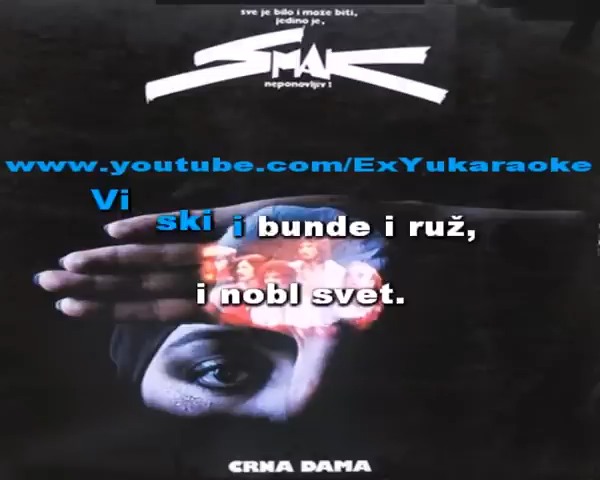 sve je bilo i moze biti,
jedino je,
SMAK
neponovljiv!
www.youtube.com/ExYukaraoke
Vi ski i bunde i ruž,
i nobl svet.
CRNA DAMA